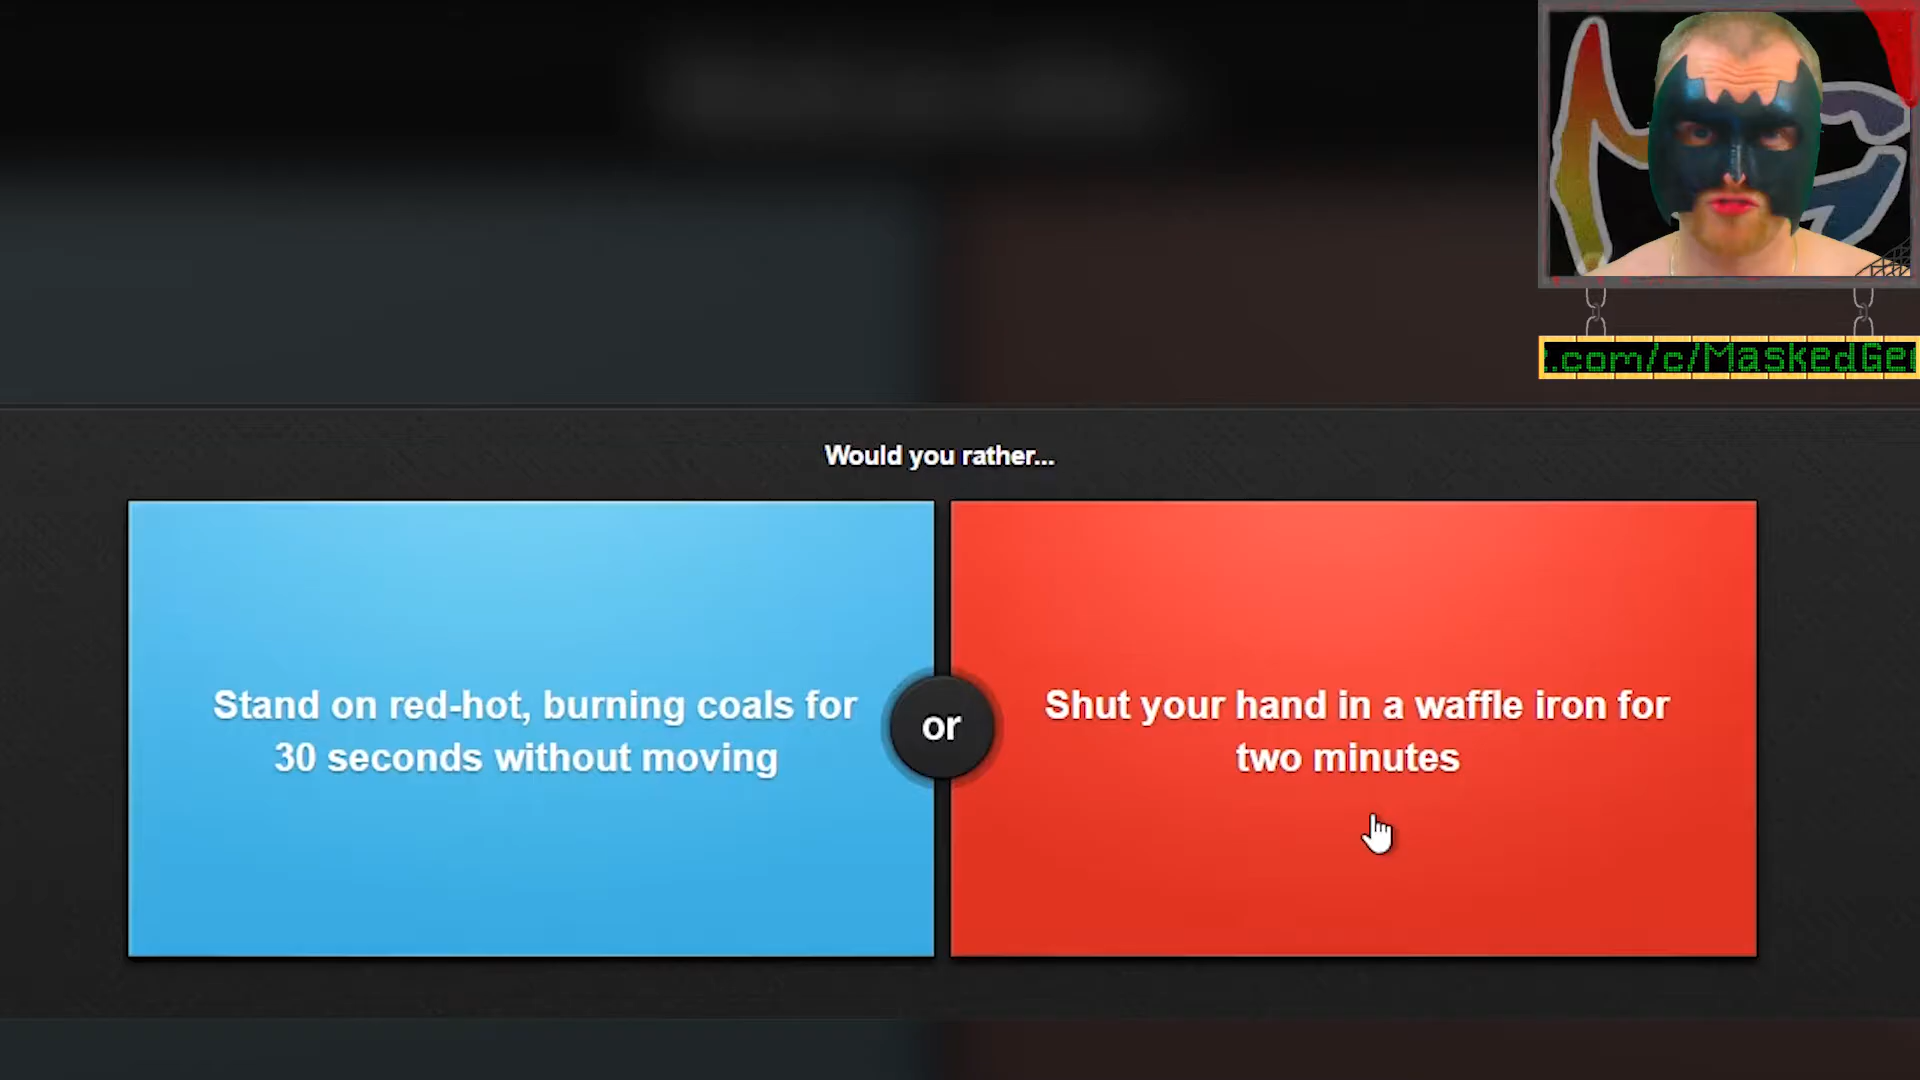 .com/c/MaskedGe
Would you rather...
Stand on red-hot, burning coals for
30 seconds without moving
or
Shut your hand in a waffle iron for
two minutes